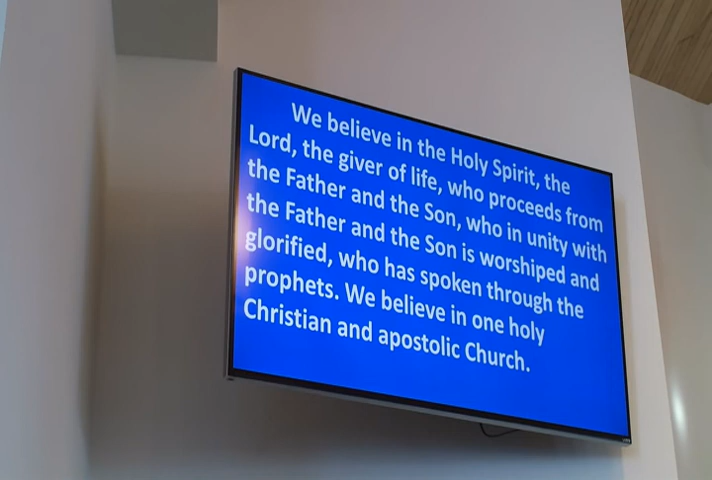 We believe in the Holy Spirit, the
Lord, the giver of life, who proceeds from
the Father and the Son, who in unity with
the Father and the Son is worshiped and
glorified, who has spoken through the
prophets. We believe in one holy
Christian and apostolic Church.